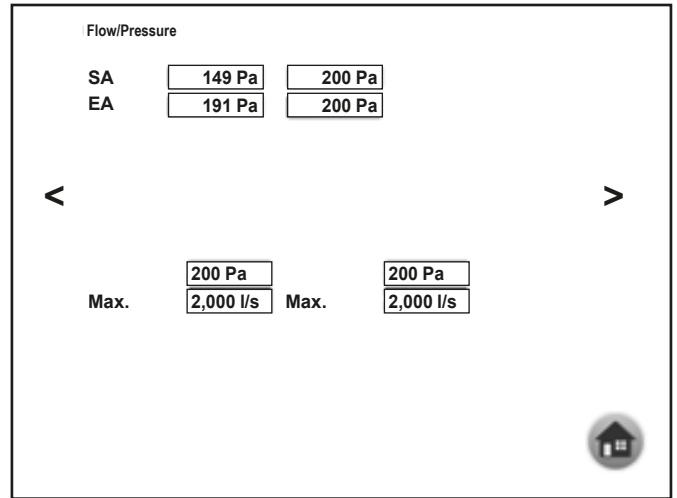 Flow/Pressure
SA 149 Pa 200 Pa
EA 191 Pa 200 Pa
< >
200 Pa 200 Pa
Max. 2,000 l/s Max. 2,000 l/s